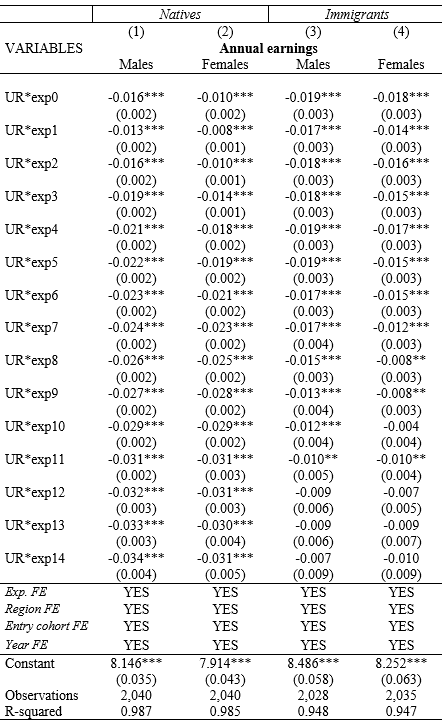 Natives Immigrants
(1) (2) (3) (4)
VARIABLES Annual earnings
Males Females Males Females
UR*exp0 -0.016*** -0.010*** -0.019*** -0.018***
(0.002) (0.002) (0.003) (0.003)
UR*exp1 -0.013*** -0.008*** -0.017*** -0.014***
(0.002) (0.001) (0.003) (0.003)
UR*exp2 -0.016*** -0.010*** -0.018*** -0.016***
(0.002) (0.001) (0.003) (0.003)
UR*exp3 -0.019*** -0.014*** -0.018*** -0.015***
(0.002) (0.001) (0.003) (0.003)
UR*exp4 -0.021*** -0.018*** -0.019*** -0.017***
(0.002) (0.002) (0.003) (0.003)
UR*exp5 -0.022*** -0.019*** -0.019*** -0.015***
(0.002) (0.002) (0.003) (0.003)
UR*exp6 -0.023*** -0.021*** -0.017*** -0.015***
(0.002) (0.002) (0.003) (0.003)
UR*exp7 -0.024*** -0.023*** -0.017*** -0.012***
(0.002) (0.002) (0.004) (0.003)
UR*exp8 -0.026*** -0.025*** -0.015*** -0.008**
(0.002) (0.002) (0.003) (0.003)
UR*exp9 -0.027*** -0.028*** -0.013*** -0.008**
(0.002) (0.002) (0.004) (0.003)
UR*exp10 -0.029*** -0.029*** -0.012*** -0.004
(0.002) (0.002) (0.004) (0.004)
UR*exp11 -0.031*** -0.031*** -0.010** -0.010**
(0.002) (0.003) (0.005) (0.004)
UR*exp12 -0.032*** -0.031*** -0.009 -0.007
(0.003) (0.003) (0.006) (0.005)
UR*exp13 -0.033*** -0.030*** -0.009 -0.009
(0.003) (0.004) (0.006) (0.007)
UR*exp14 -0.034*** -0.031*** -0.007 -0.010
(0.004) (0.005) (0.009) (0.009)
Exp. FE YES YES YES YES
Region FE YES YES YES YES
Entry cohort FE YES YES YES YES
Year FE YES YES YES YES
Constant 8.146*** 7.914*** 8.486*** 8.252***
(0.035) (0.043) (0.058) (0.063)
Observations 2,040 2,040 2,028 2,035
R-squared 0.987 0.985 0.948 0.947